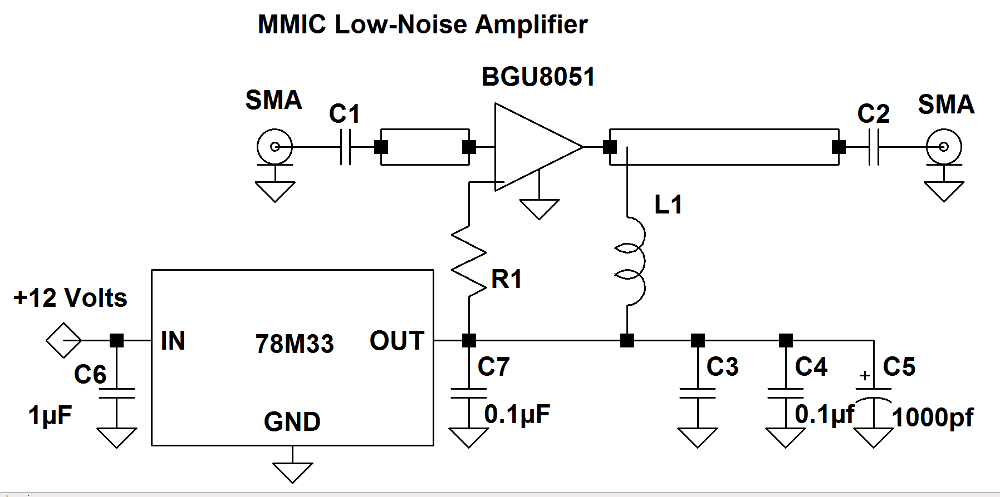 MMIC Low-Noise Amplifier
BGU8051
SMA
C1
C2
SMA
L1
R1
+12 Volts
IN
78M33
OUT
C6
C7
C3
C4
+
C5
1µF
GND
0.1µF
0.1µf
1000pf